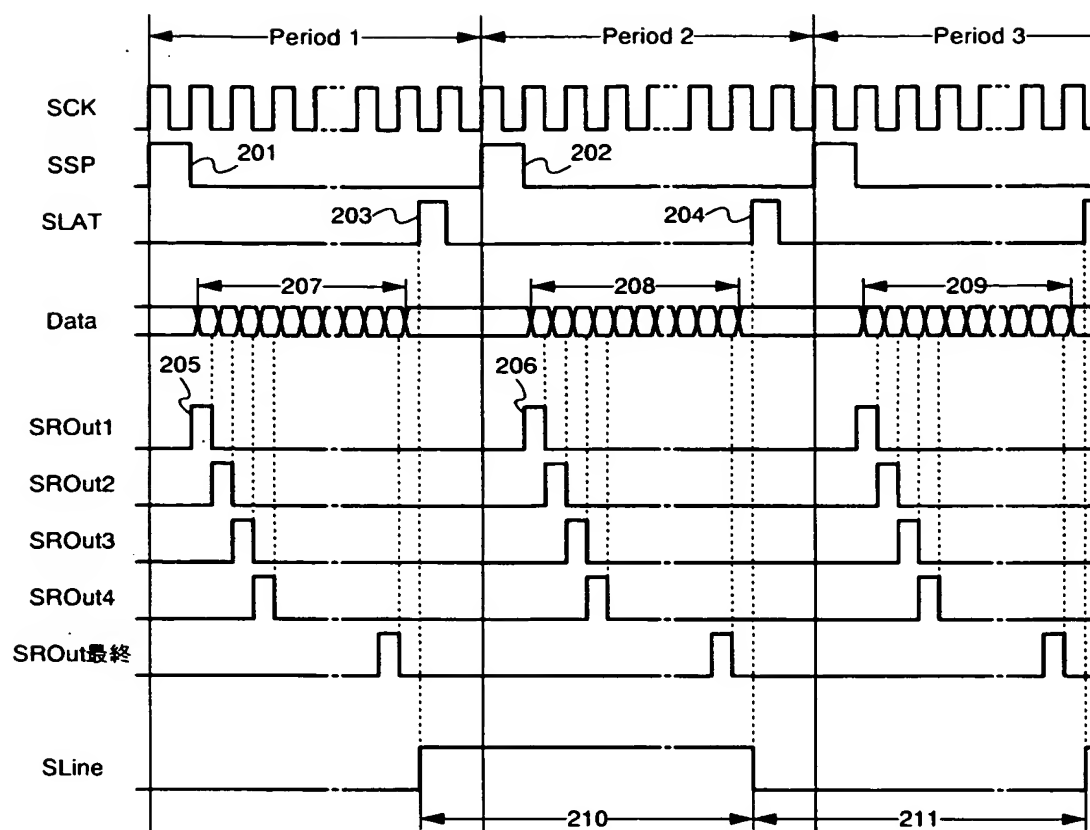 Period 1
Period 2
Period 3
SCK
SSP
201
202
SLAT
203
204
207
208
209
Data
205
206
SROut1
SROut2
SROut3
SROut4
SROut最終
SLine
210
211